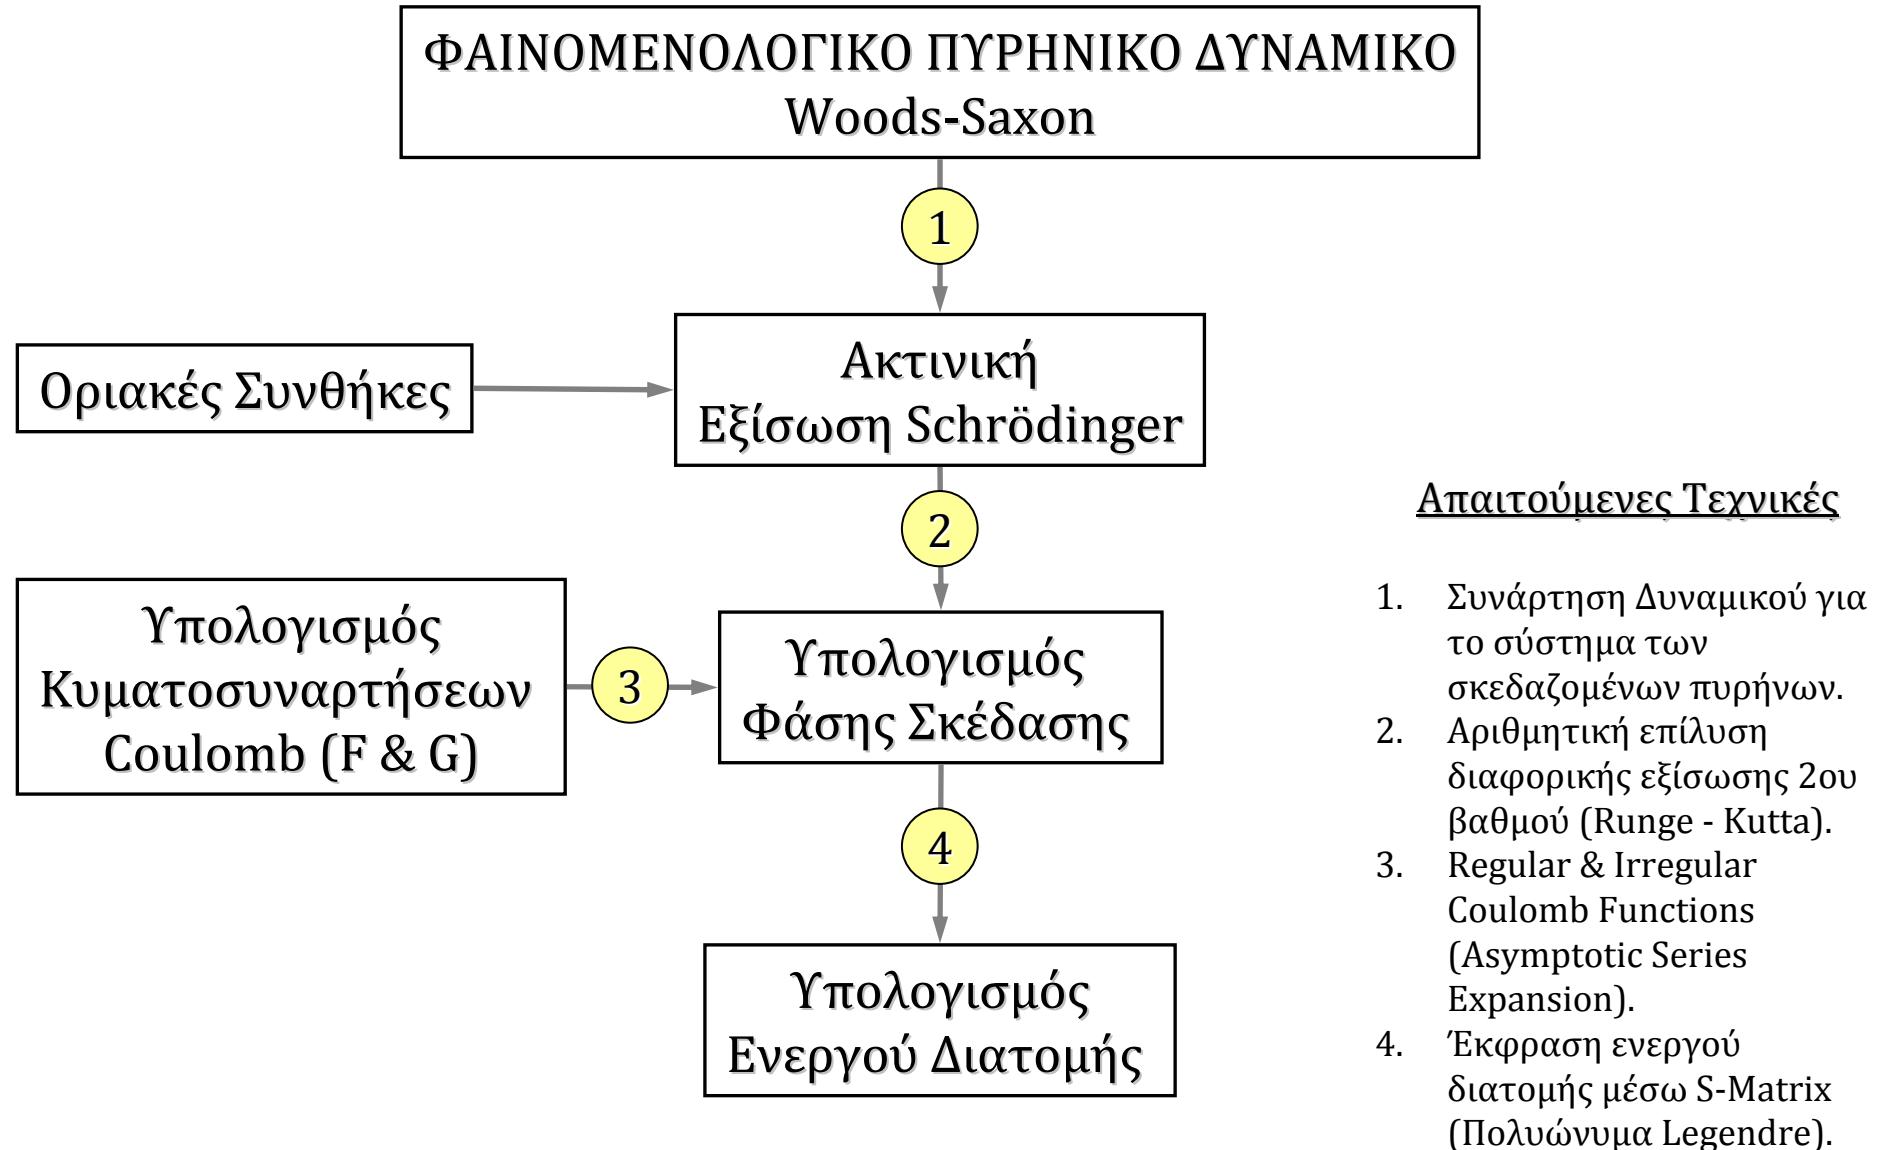 ΦΑΙΝΟΜΕΝΟΛΟΓΙΚΟ ΠΥΡΗΝΙΚΟ ΔΥΝΑΜΙΚΟ
Woods-Saxon
1
Οριακές Συνθήκες
Ακτινική
Εξίσωση Schrödinger
2
Υπολογισμός
Κυματοσυναρτήσεων
Coulomb (F & G)
3
Υπολογισμός
Φάσης Σκέδασης
4
Υπολογισμός
Ενεργού Διατομής
Απαιτούμενες Τεχνικές
1. Συνάρτηση Δυναμικού για
το σύστημα των
σκεδαζομένων πυρήνων.
2. Αριθμητική επίλυση
διαφορικής εξίσωσης 2ου
βαθμού (Runge - Kutta).
3. Regular & Irregular
Coulomb Functions
(Asymptotic Series
Expansion).
4. Έκφραση ενεργού
διατομής μέσω S-Matrix
(Πολυώνυμα Legendre).